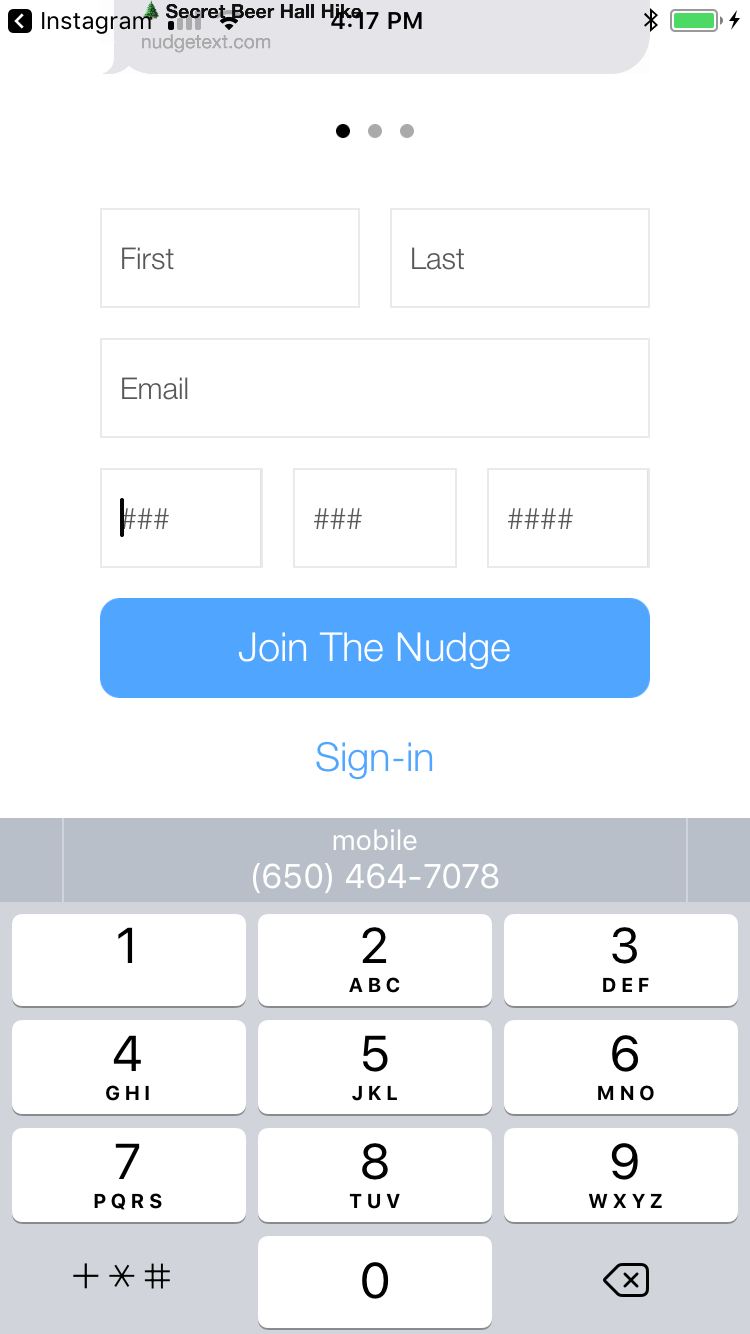 Instagram 4:17 PM
🌲 Secret Beer Hall Hike
nudgetext.com
First Last
Email
### ### ####
Join The Nudge
Sign-in
mobile
(650) 464-7078
1 2 3
ABC DEF
4 5 6
GHI JKL MNO
7 8 9
PQRS TUV WXYZ
+*# 0